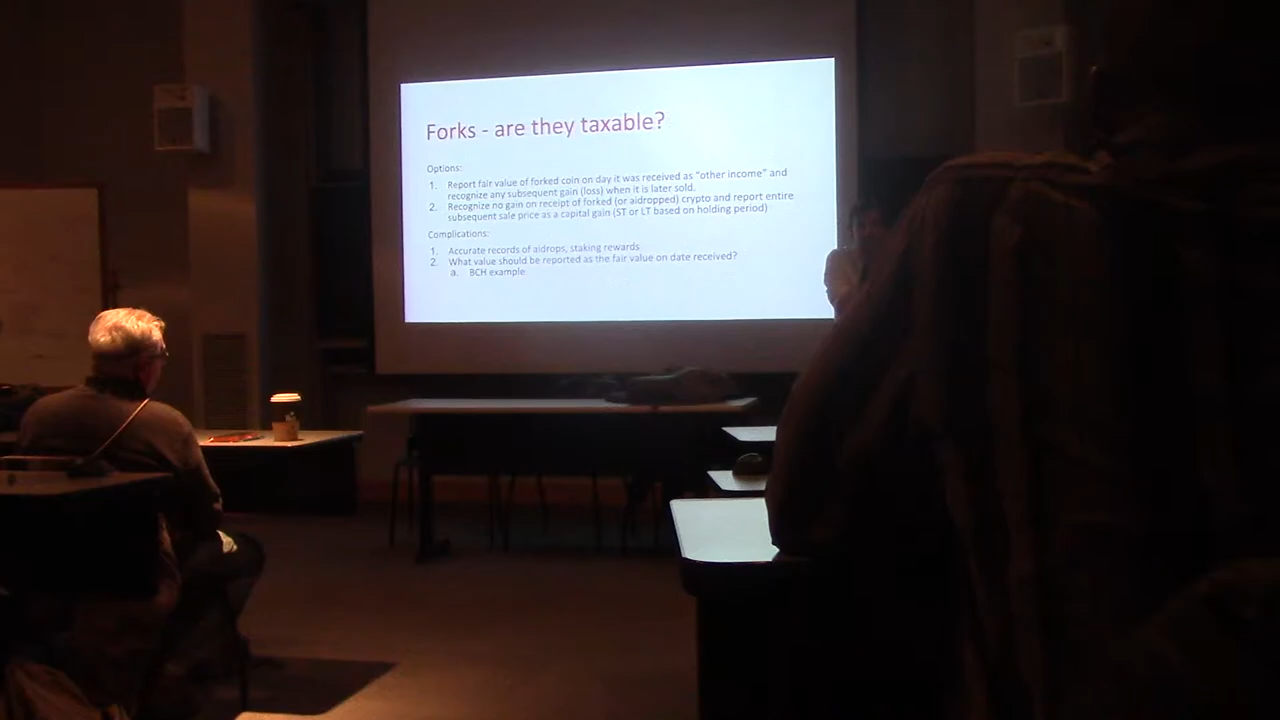 Forks - are they taxable?
Options:
1. Report fair value of forked coin on day it was received as "other income" and
recognize any subsequent gain (loss) when it is later sold.
2. Recognize no gain on receipt of forked (or aidropped) crypto and report entire
subsequent sale price as a capital gain (ST or LT based on holding period)
Complications:
1. Accurate records of aidrops, staking rewards
2. What value should be reported as the fair value on date received?
a. BCH example